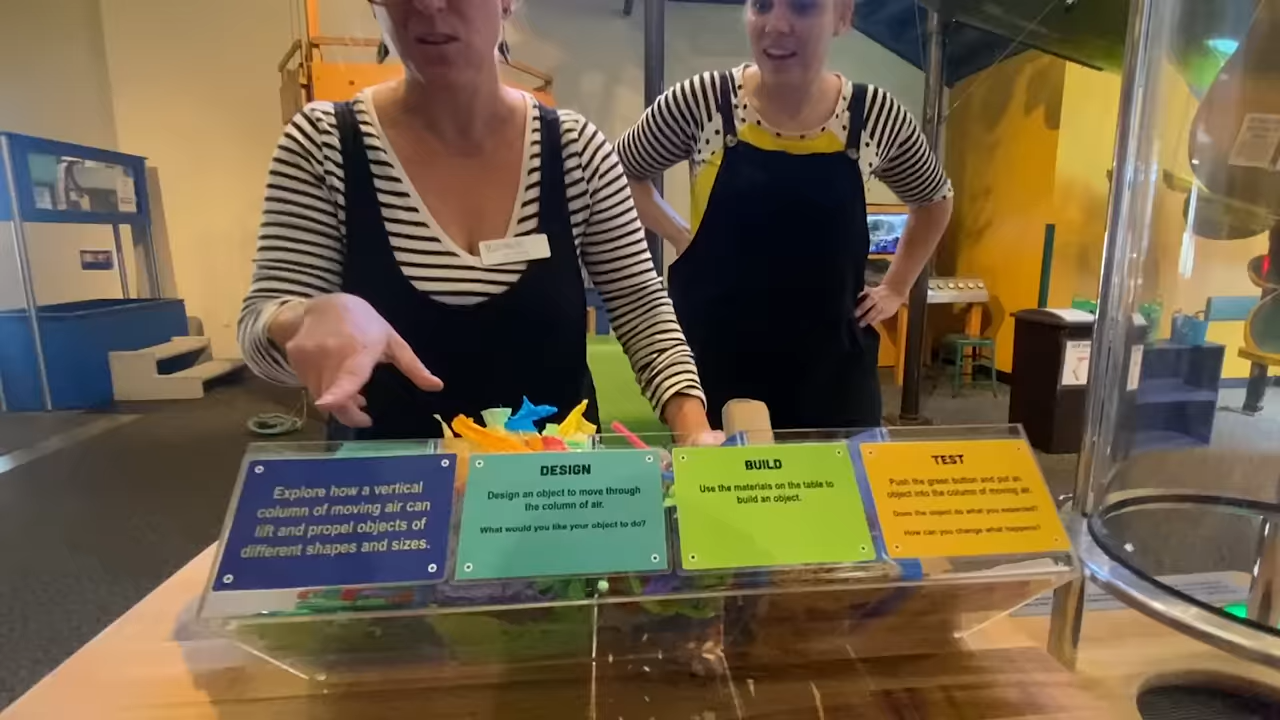 Explore how a vertical
column of moving air can
lift and propel objects of
different shapes and sizes.
DESIGN
Design an object to move through
the column of air.
What would you like your object to do?
BUILD
Use the materials on the table to
build an object.
TEST
Push the green button and put an
object into the column of moving air.
Does the object do what you expected?
How can you change what happens?